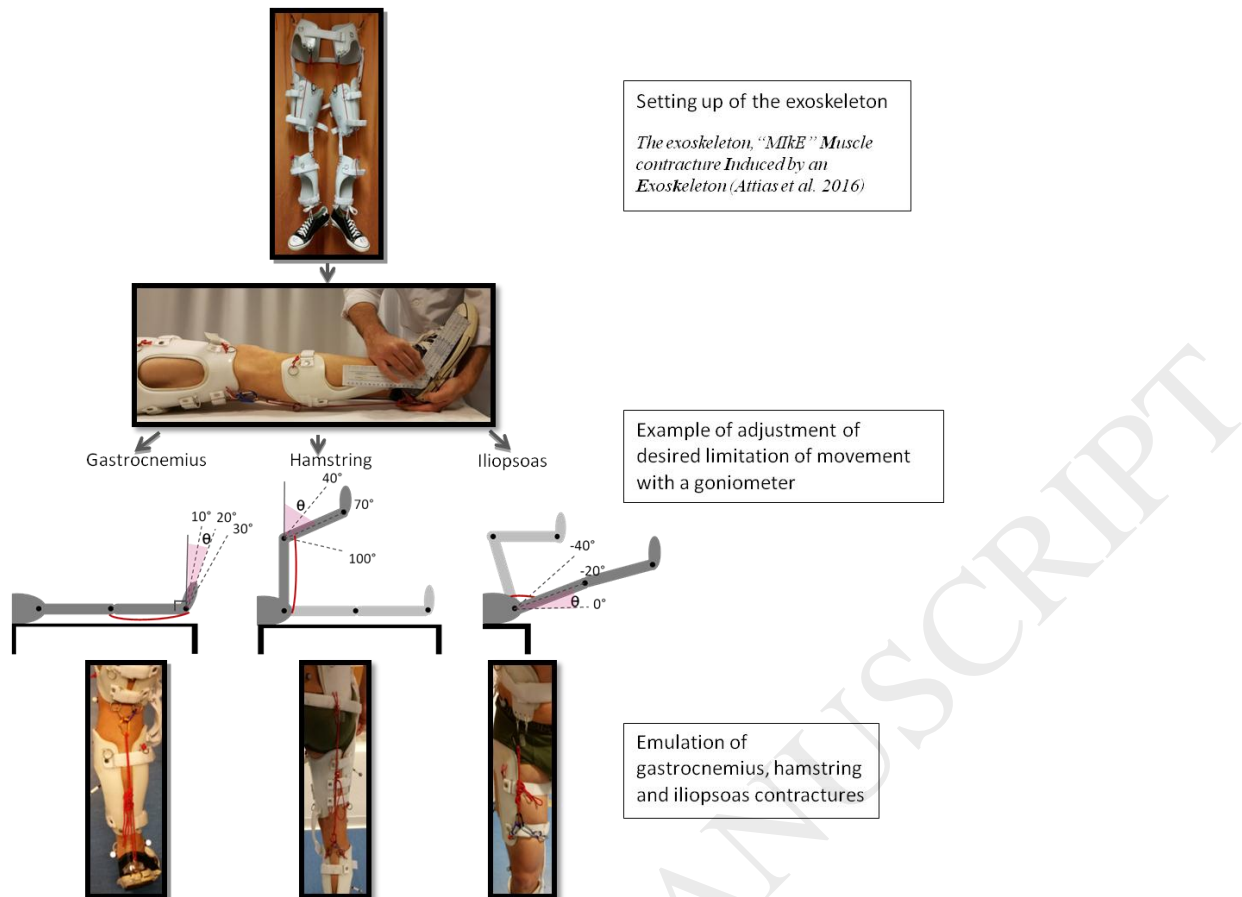 Setting up of the exoskeleton
The exoskeleton, “MIkE” Muscle
contracture Induced by an
Exoskeleton (Attias et al. 2016)
Example of adjustment of
desired limitation of movement
with a goniometer
Gastrocnemius
Hamstring
Iliopsoas
10°
20°
30°
θ
40°
70°
100°
θ
-40°
-20°
0°
θ
Emulation of
gastrocnemius, hamstring
and iliopsoas contractures
ANUSCRIPT